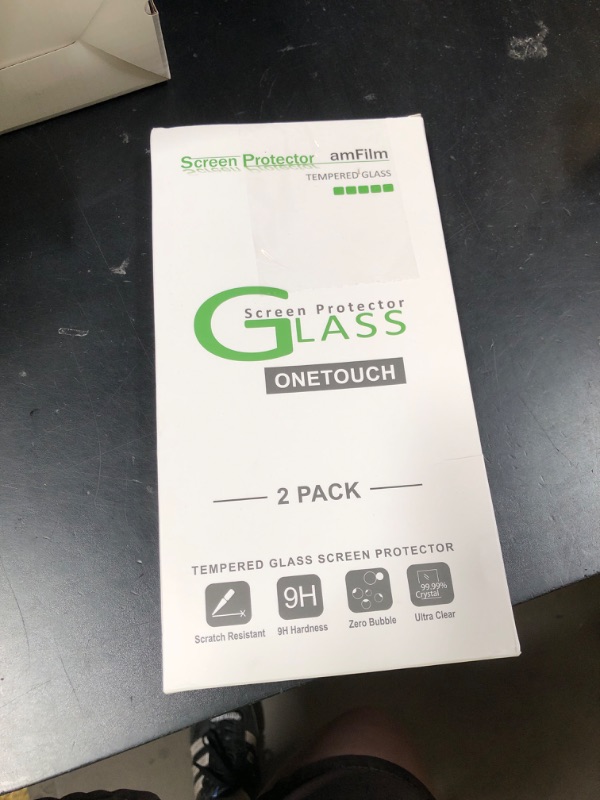 Screen Protector amFilm
TEMPERED GLASS
Screen Protector
GLASS
ONETOUCH
2 PACK
TEMPERED GLASS SCREEN PROTECTOR
9H
99.99%
Crystal
Scratch Resistant 9H Hardness Zero Bubble Ultra Clear